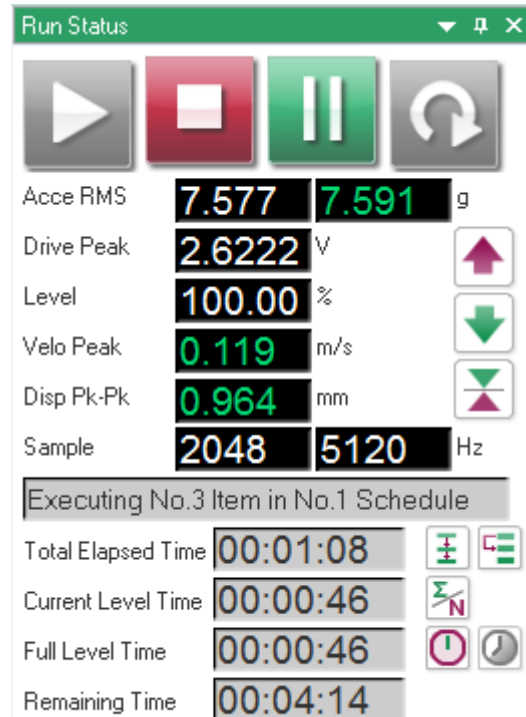 Run Status
Acce RMS 7.577 7.591 g
Drive Peak 2.6222 V
Level 100.00 %
Velo Peak 0.119 m/s
Disp Pk-Pk 0.964 mm
Sample 2048 5120 Hz
Executing No.3 Item in No.1 Schedule
Total Elapsed Time 00:01:08
Current Level Time 00:00:46
Σ/N
Full Level Time 00:00:46
Remaining Time 00:04:14